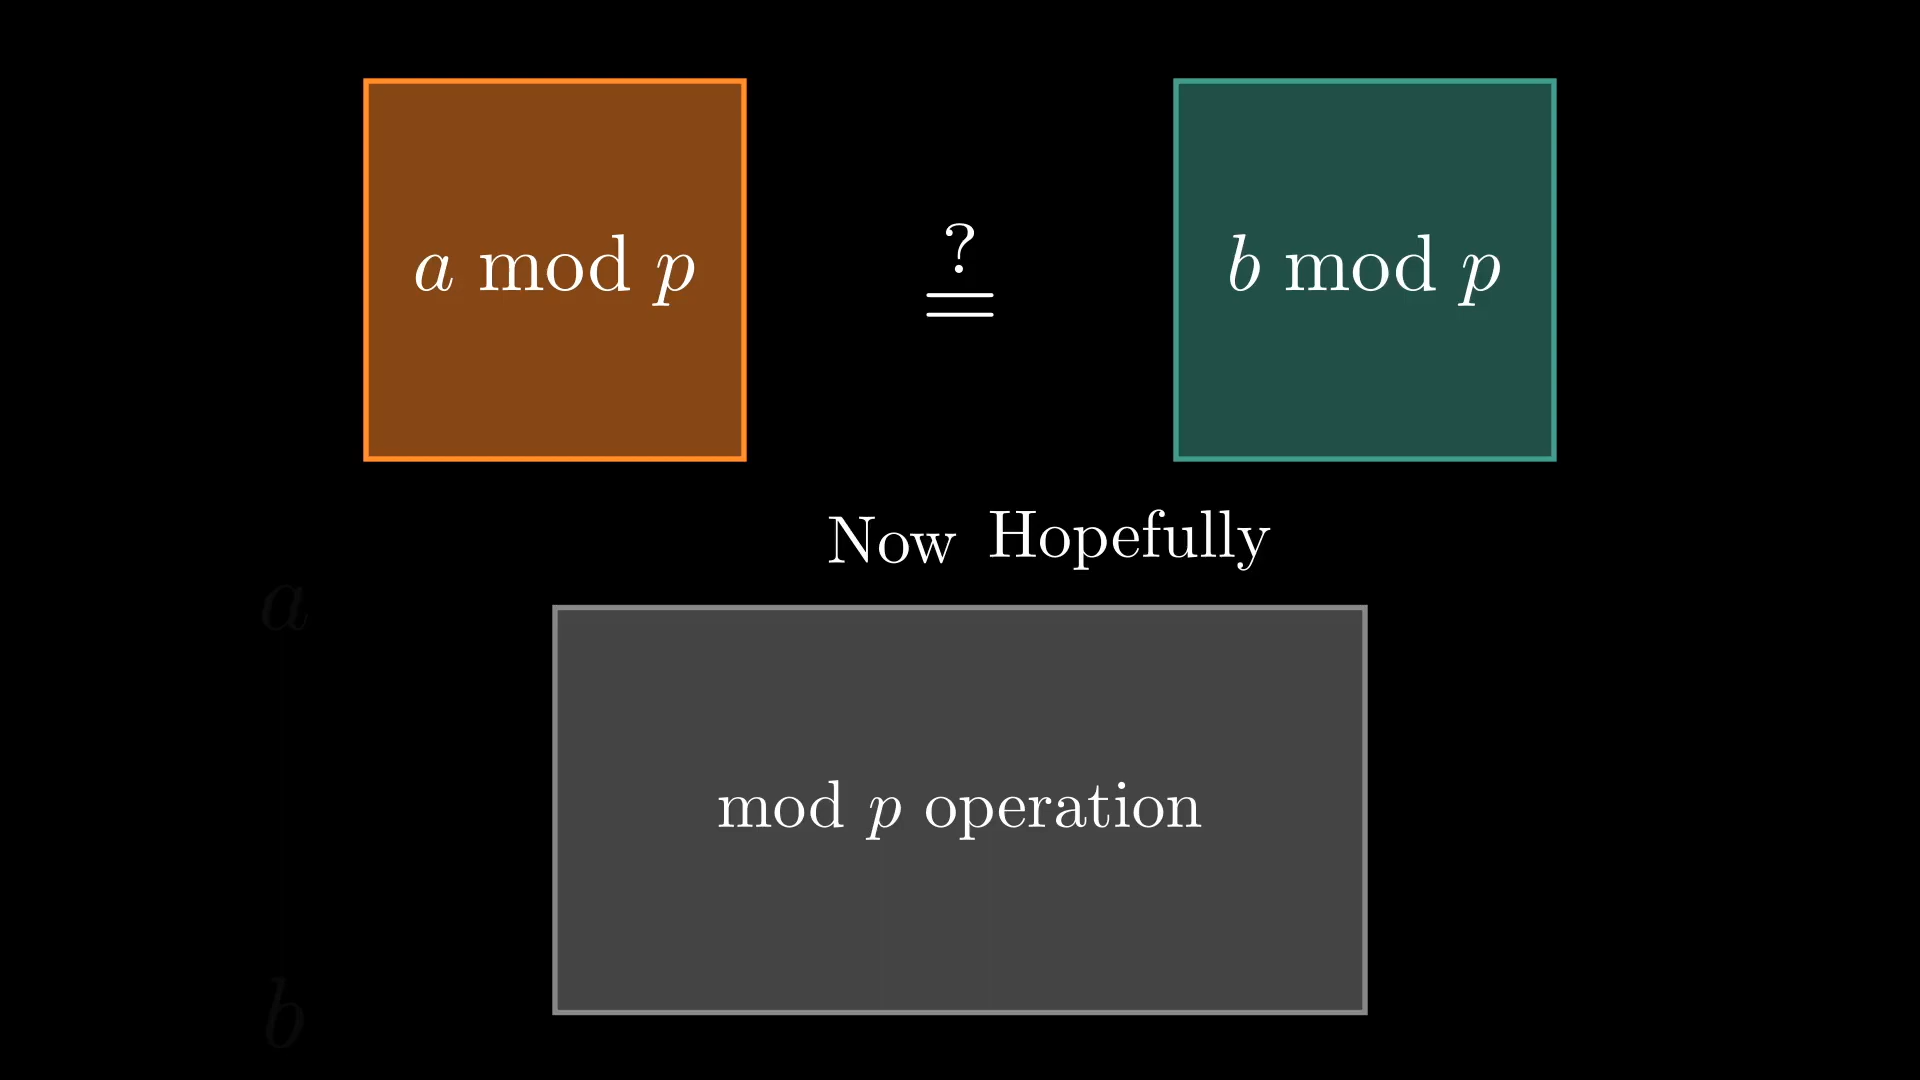 a mod p ? = b mod p
Now Hopefully
a
mod p operation
b